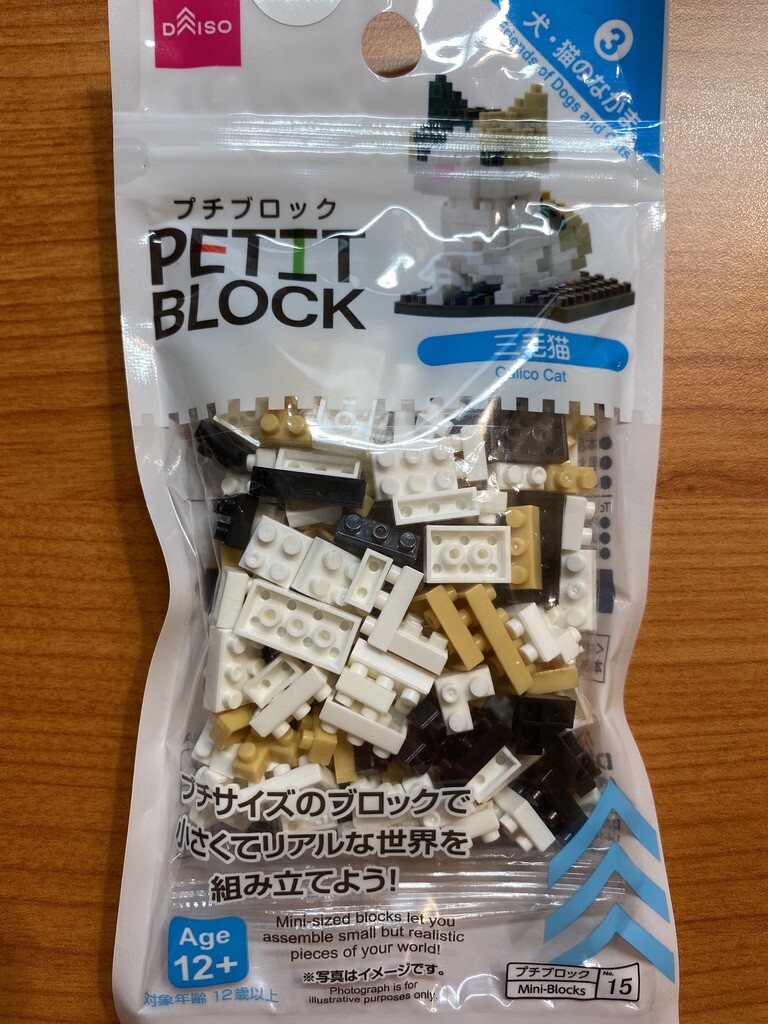 DAISO
3
犬・猫のなかま
Friends of Dogs and Cats
プチブロック
PETIT
BLOCK
三毛猫
Calico Cat
プチサイズのブロックで
小さくてリアルな世界を
組み立てよう!
Mini-sized blocks let you
assemble small but realistic
pieces of your world!
Age
12+
対象年齢 12歳以上
※写真はイメージです。
Photograph is for
illustrative purposes only.
プチブロック
Mini-Blocks
No.
15